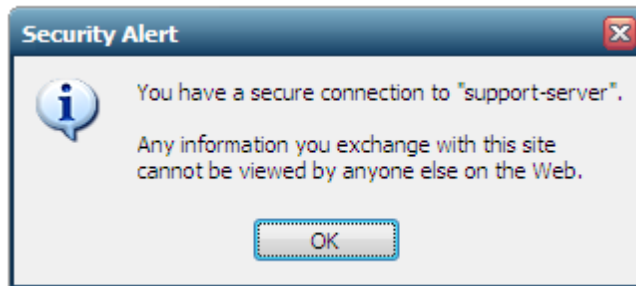 Security Alert
You have a secure connection to "support-server".
Any information you exchange with this site
cannot be viewed by anyone else on the Web.
OK